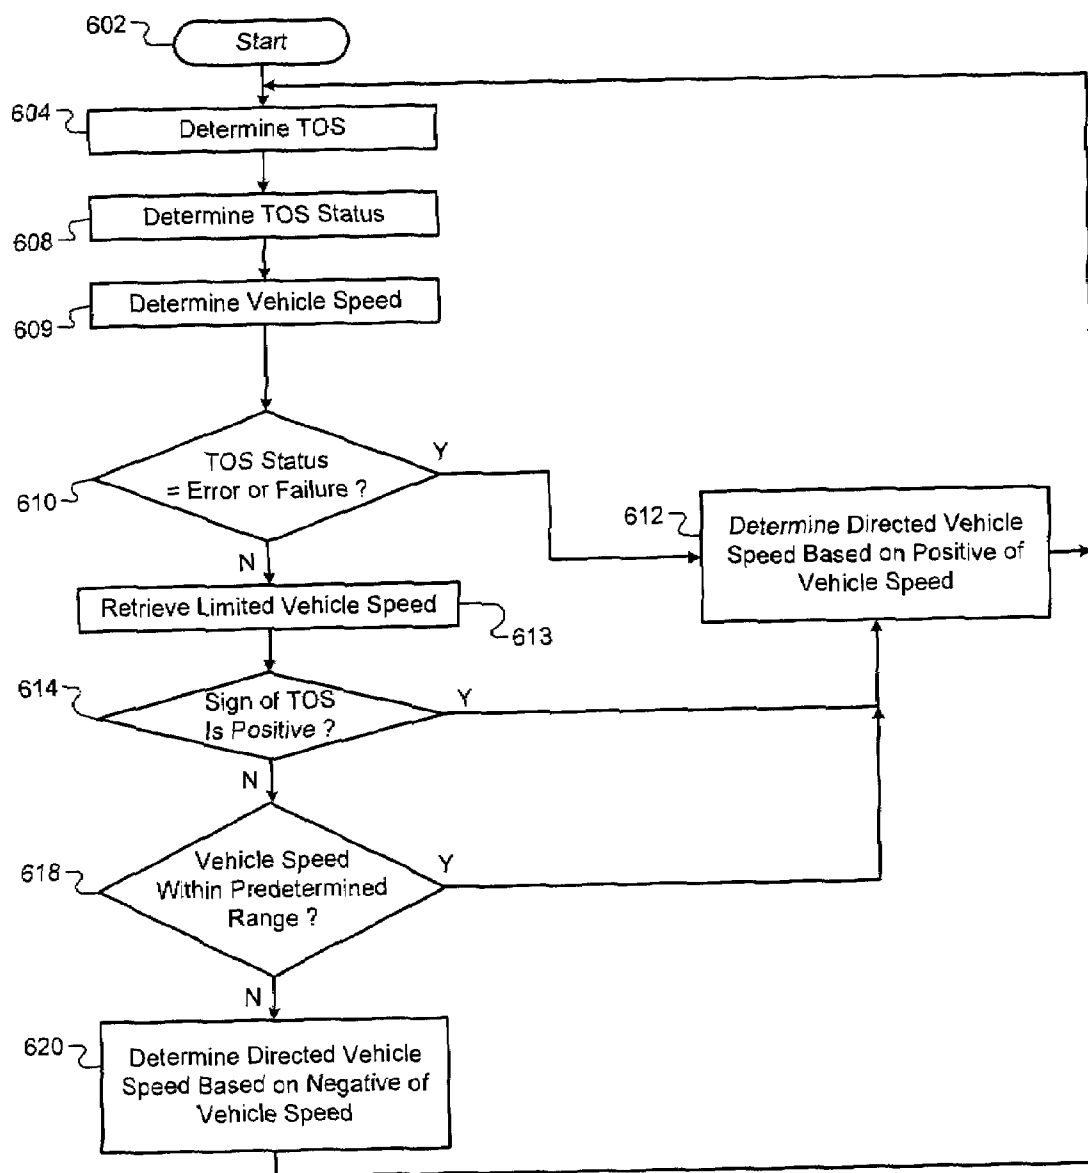 602
Start
604
Determine TOS
Determine TOS Status
608
Determine Vehicle Speed
609
Y
TOS Status
= Error or Failure ?
610
N
612
Determine Directed Vehicle
Speed Based on Positive of
Vehicle Speed
Retrieve Limited Vehicle Speed
613
614
Y
Sign of TOS
Is Positive ?
N
618
Y
Vehicle Speed
Within Predetermined
Range ?
N
620
Determine Directed Vehicle
Speed Based on Negative of
Vehicle Speed